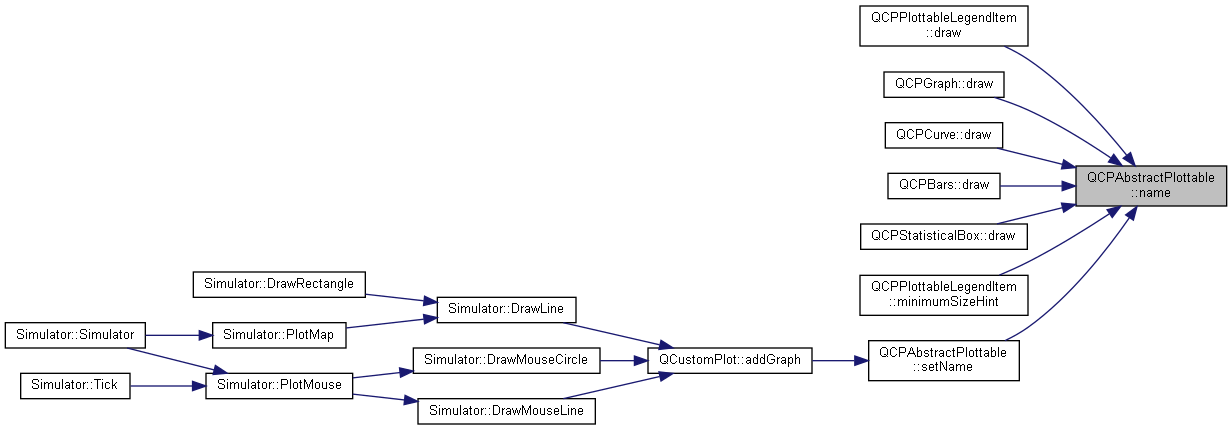 QCPPlottableLegendItem
::draw
QCPGraph::draw
QCPCurve::draw
QCPAbstractPlottable
::name
QCPBars::draw
QCPStatisticalBox::draw
Simulator::DrawRectangle
QCPPlottableLegendItem
::minimumSizeHint
Simulator::DrawLine
Simulator::Simulator
Simulator::PlotMap
Simulator::DrawMouseCircle
QCustomPlot::addGraph
QCPAbstractPlottable
::setName
Simulator::Tick
Simulator::PlotMouse
Simulator::DrawMouseLine